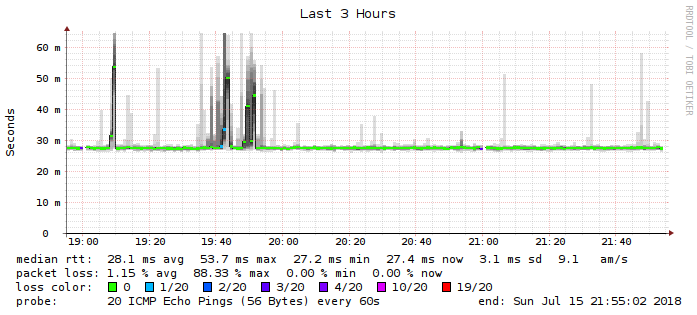 Last 3 Hours
RRDTOOL / TOBI OETIKER
Seconds
60 m
50 m
40 m
30 m
20 m
10 m
0
19:00 19:20 19:40 20:00 20:20 20:40 21:00 21:20 21:40
median rtt: 28.1 ms avg 53.7 ms max 27.2 ms min 27.4 ms now 3.1 ms sd 9.1 am/s
packet loss: 1.15 % avg 88.33 % max 0.00 % min 0.00 % now
loss color: 0 1/20 2/20 3/20 4/20 10/20 19/20
probe: 20 ICMP Echo Pings (56 Bytes) every 60s end: Sun Jul 15 21:55:02 2018